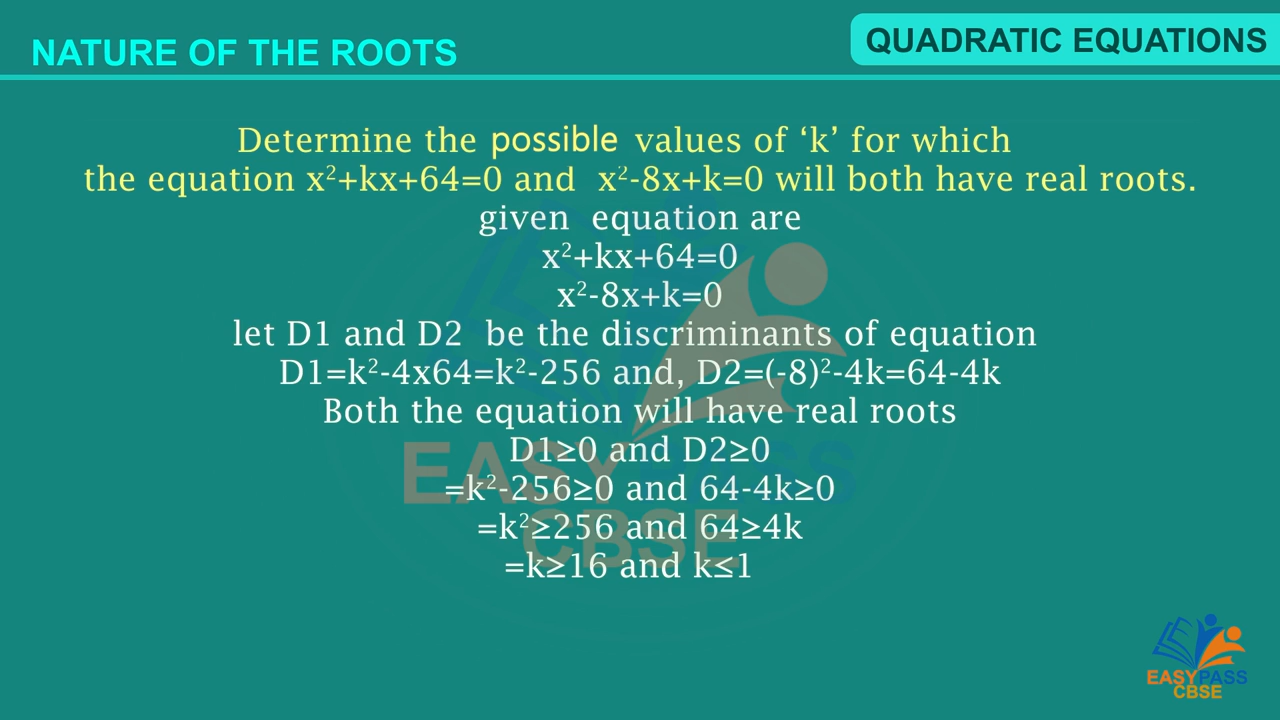 NATURE OF THE ROOTS
QUADRATIC EQUATIONS
Determine the possible values of ‘k’ for which
the equation x²+kx+64=0 and x²-8x+k=0 will both have real roots.
given equation are
x²+kx+64=0
x²-8x+k=0
let D1 and D2 be the discriminants of equation
D1=k²-4x64=k²-256 and, D2=(-8)²-4k=64-4k
Both the equation will have real roots
D1≥0 and D2≥0
=k²-256≥0 and 64-4k≥0
=k²≥256 and 64≥4k
=k≥16 and k≤1
EASYPASS
CBSE
EASYPASS
CBSE